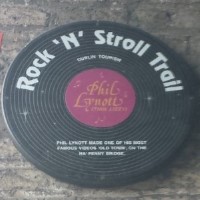 Rock 'N' Stroll Trail
DUBLIN TOURISM
Phil
Lynott
PHIL LYNOTT MADE ONE OF HIS BEST
FAMOUS VIDEOS 'OLD TOWN', ON THE
HA' PENNY BRIDGE.